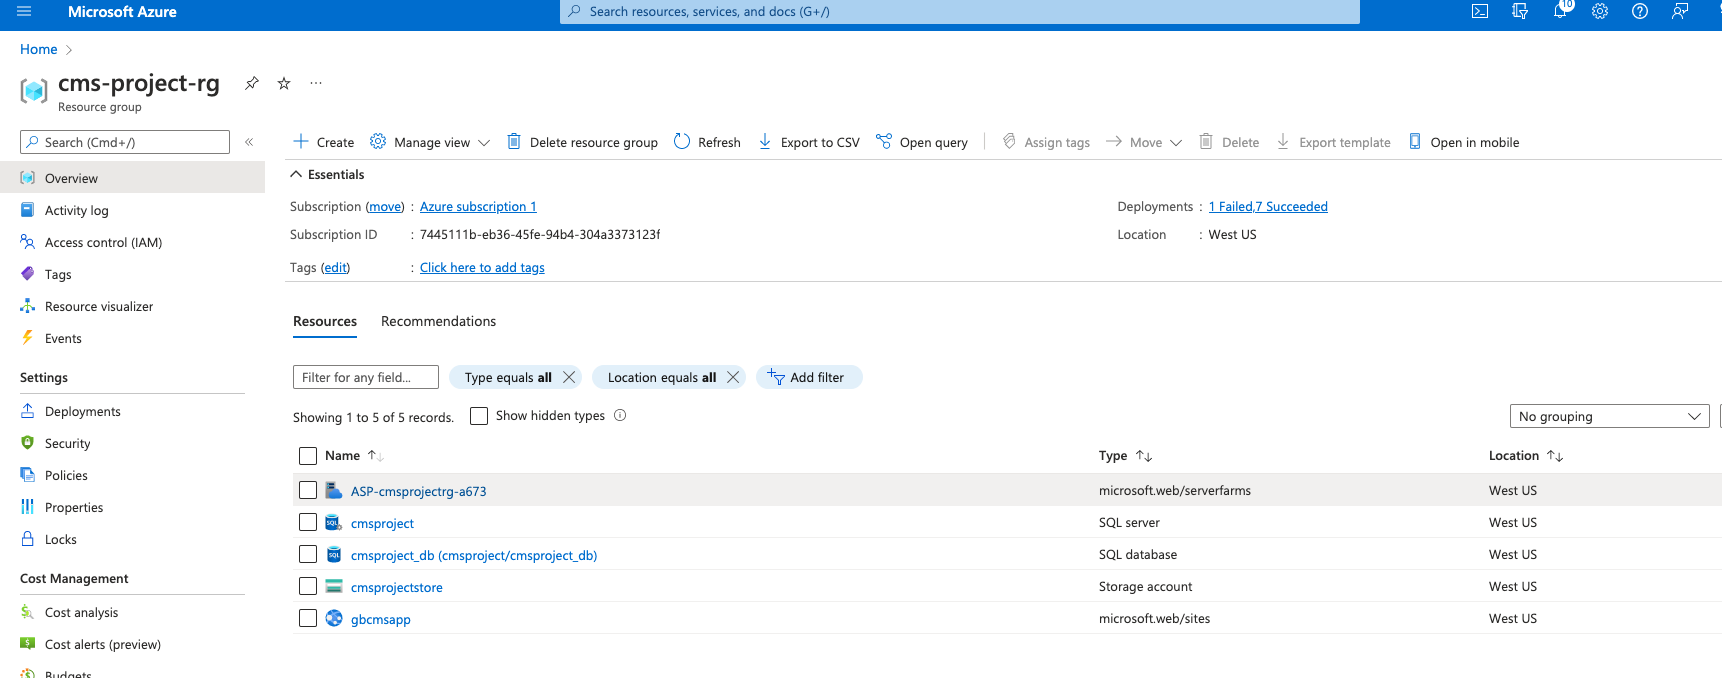 Microsoft Azure
Search resources, services, and docs (G+/)
10
Home
cms-project-rg
Resource group
Search (Cmd+/)
«
Create
Manage view
Delete resource group
Refresh
Export to CSV
Open query
Assign tags
Move
Delete
Export template
Open in mobile
Overview
Activity log
Access control (IAM)
Tags
Resource visualizer
Events
Settings
Deployments
Security
Policies
Properties
Locks
Cost Management
Cost analysis
Cost alerts (preview)
Budgets
Essentials
Subscription (move) : Azure subscription 1
Subscription ID : 7445111b-eb36-45fe-94b4-304a3373123f
Tags (edit) : Click here to add tags
Deployments : 1 Failed,7 Succeeded
Location : West US
Resources Recommendations
Filter for any field...
Type equals all
Location equals all
Add filter
Showing 1 to 5 of 5 records.
Show hidden types
No grouping
Name Type Location
ASP-cmsprojectrg-a673 microsoft.web/serverfarms West US
cmsproject SQL server West US
cmsproject_db (cmsproject/cmsproject_db) SQL database West US
cmsprojectstore Storage account West US
gbcmsapp microsoft.web/sites West US